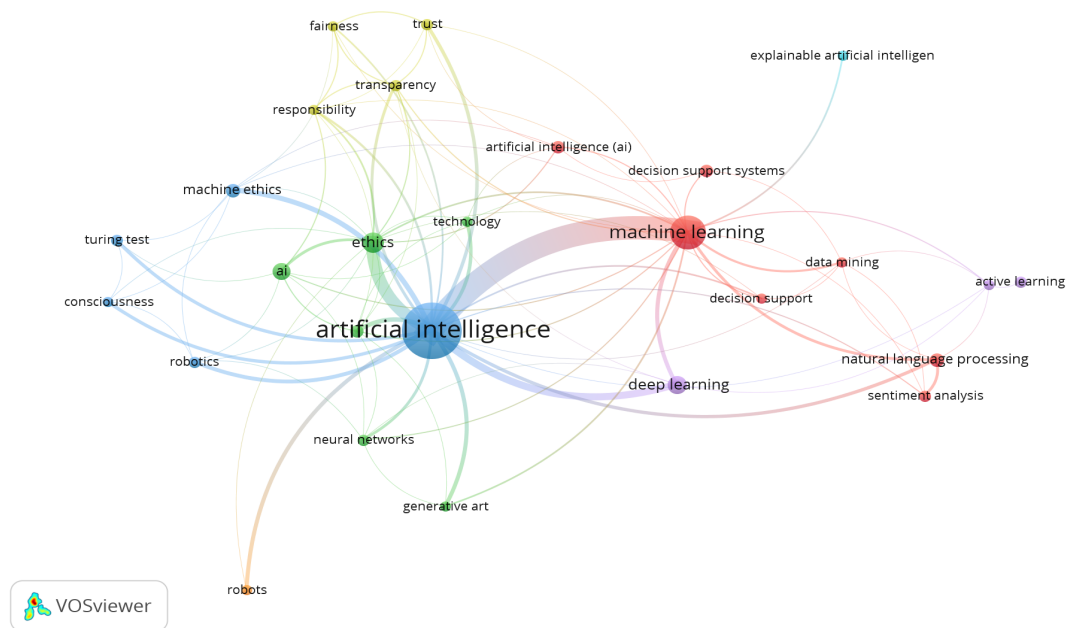 fairness
trust
explainable artificial intelligen
transparency
responsibility
artificial intelligence (ai)
decision support systems
machine ethics
technology
machine learning
turing test
ethics
ai
data mining
active learning
consciousness
decision support
artificial intelligence
robotics
natural language processing
deep learning
sentiment analysis
neural networks
generative art
robots
VOSviewer